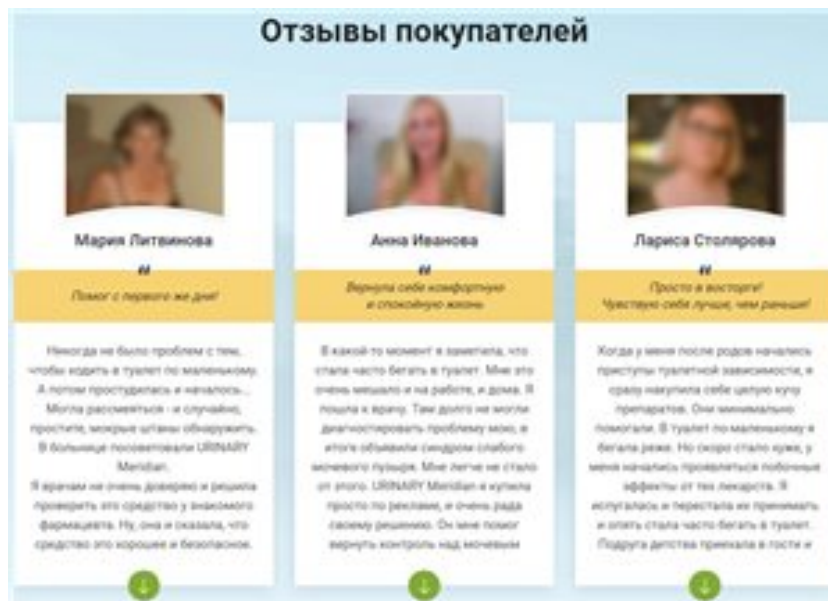 Отзывы покупателей
Мария Литвинова
Помог с первого же дня!
Никогда не было проблем с тем,
чтобы ходить в туалет по маленькому.
А потом простудилась и началось...
Могла рассмеяться - и случайно,
простите, мокрые штаны обнаружить.
В больнице посоветовали URINARY
Meridian.
Я врачам не очень доверяю и решила
проверить это средство у знакомого
фармацевта. Ну, она и сказала, что
средство это хорошее и безопасное.
Анна Иванова
Вернула себе комфортную
и спокойную жизнь
В какой-то момент я заметила, что
стала часто бегать в туалет. Мне это
очень мешало и на работе, и дома. Я
пошла к врачу. Там долго не могли
диагностировать проблему мою, в
итоге объявили синдром слабого
мочевого пузыря. Мне легче не стало
от этого. URINARY Meridian я купила
просто по рекламе, и очень рада
своему решению. Он мне помог
вернуть контроль над мочевым
Лариса Столярова
Просто в восторге!
Чувствую себя лучше, чем раньше!
Когда у меня после родов начались
приступы туалетной зависимости, я
сразу накупила себе целую кучу
препаратов. Они минимально
помогали. В туалет по маленькому я
бегала реже. Но скоро стало хуже, у
меня начались проявляться побочные
эффекты от тех лекарств. Я
испугалась и перестала их принимать
и опять стала часто бегать в туалет.
Подруга детства приехала в гости и